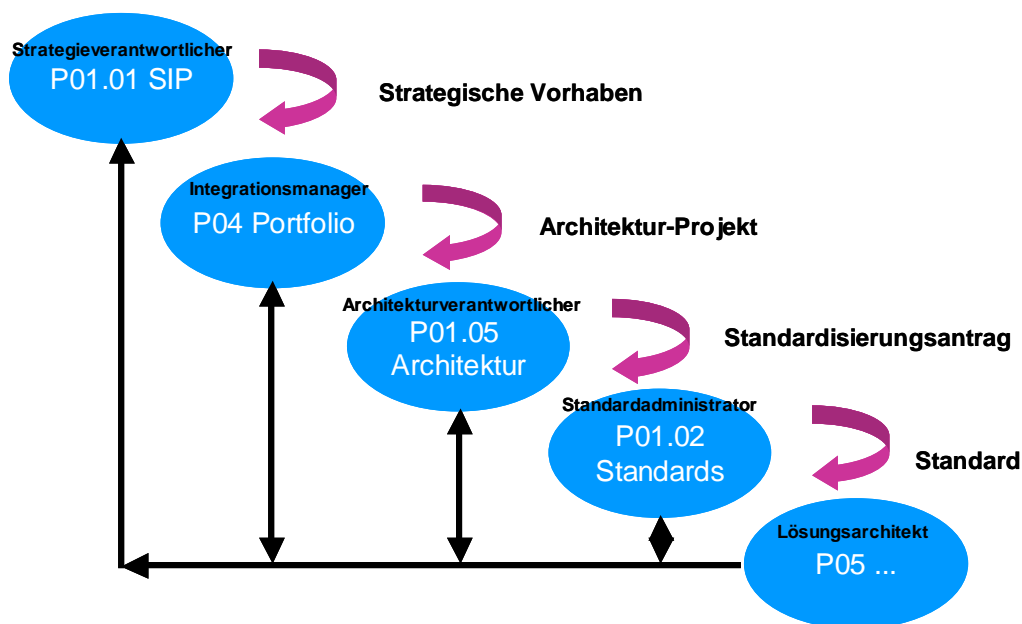 Strategieverantwortlicher
P01.01 SIP
Strategische Vorhaben
Integrationsmanager
P04 Portfolio
Architektur-Projekt
Architekturverantwortlicher
P01.05
Architektur
Standardisierungsantrag
Standardadministrator
P01.02
Standards
Standard
Lösungsarchitekt
P05 ...